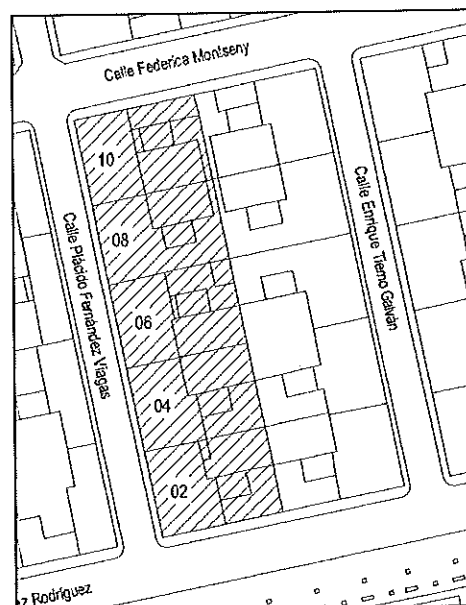 Calle Federica Montseny
10
08
Calle Plácido Fernández Viagas
Calle Enrique Tierno Galván
06
04
02
z Rodríguez